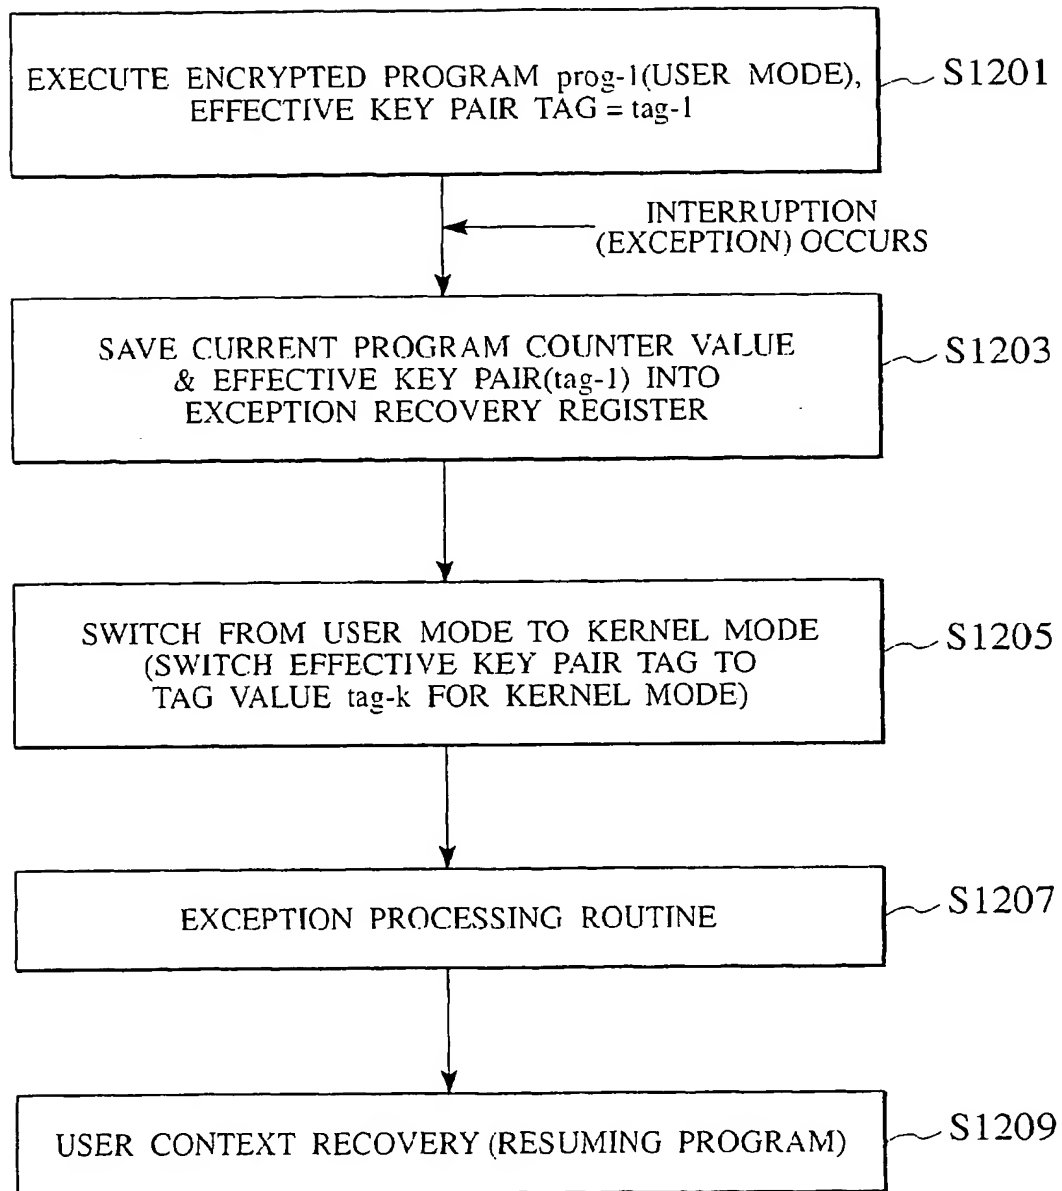 EXECUTE ENCRYPTED PROGRAM prog-1(USER MODE),
EFFECTIVE KEY PAIR TAG = tag-1
S1201
INTERRUPTION
(EXCEPTION) OCCURS
SAVE CURRENT PROGRAM COUNTER VALUE
& EFFECTIVE KEY PAIR(tag-1) INTO
EXCEPTION RECOVERY REGISTER
S1203
SWITCH FROM USER MODE TO KERNEL MODE
(SWITCH EFFECTIVE KEY PAIR TAG TO
TAG VALUE tag-k FOR KERNEL MODE)
S1205
EXCEPTION PROCESSING ROUTINE
S1207
USER CONTEXT RECOVERY (RESUMING PROGRAM)
S1209